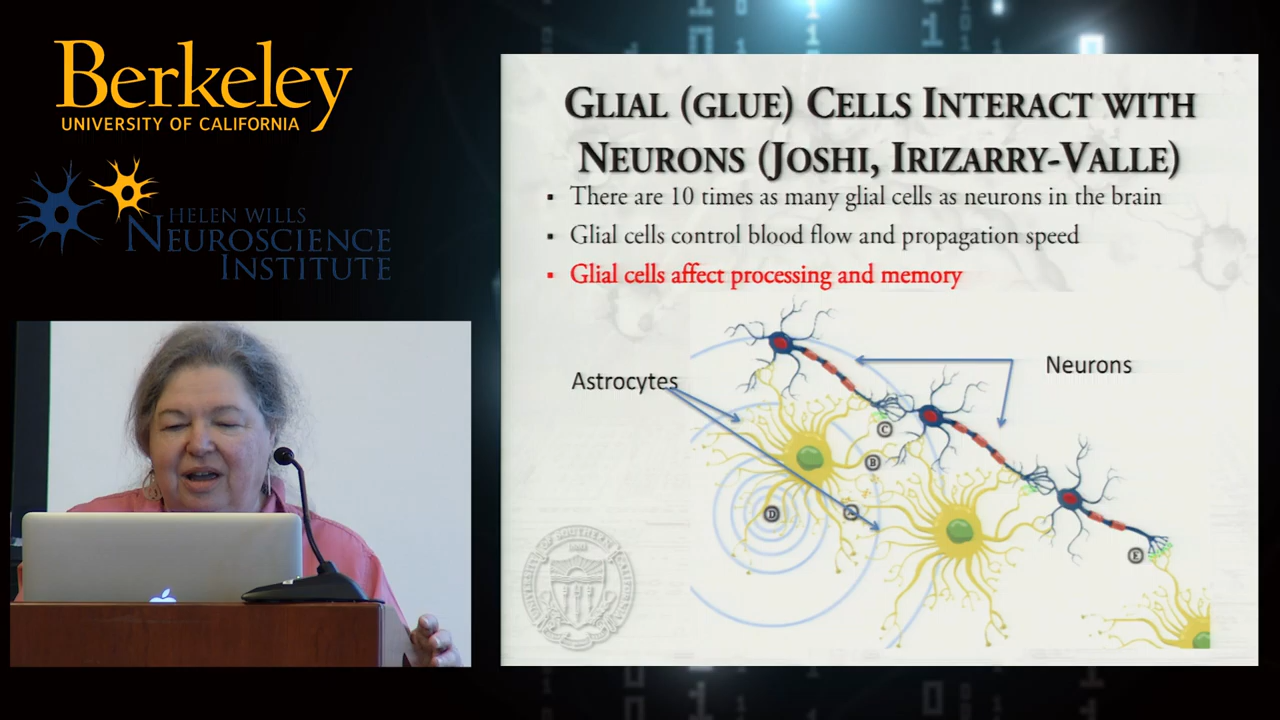 Berkeley
UNIVERSITY OF CALIFORNIA
HELEN WILLS
NEUROSCIENCE
INSTITUTE
GLIAL (GLUE) CELLS INTERACT WITH
NEURONS (JOSHI, IRIZARRY-VALLE)
▪ There are 10 times as many glial cells as neurons in the brain
▪ Glial cells control blood flow and propagation speed
▪ Glial cells affect processing and memory
Astrocytes
Neurons
C
B
D
A
E